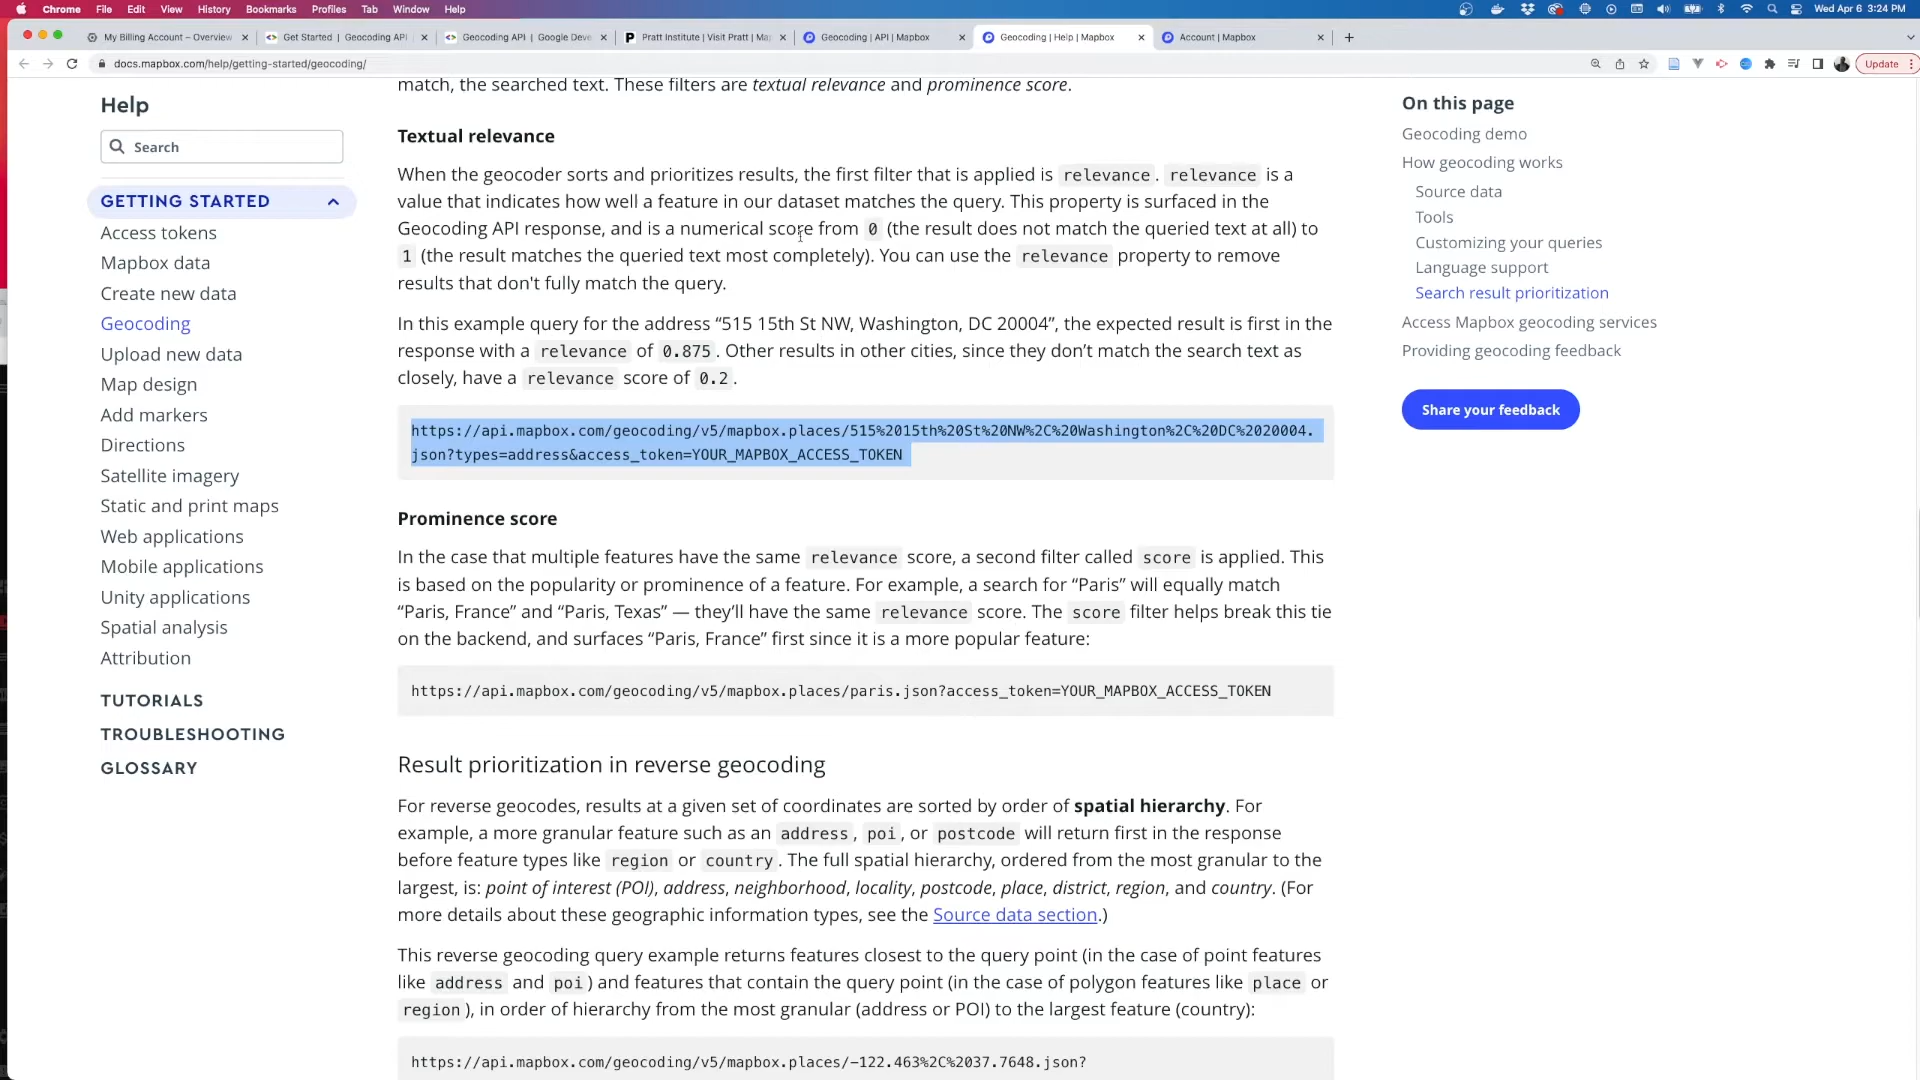 Chrome File Edit View History Bookmarks Profiles Tab Window Help Wed Apr 6 3:24 PM
My Billing Account – Overview Get Started | Geocoding API Geocoding API | Google Deve Pratt Institute | Visit Pratt | Ma Geocoding | API | Mapbox Geocoding | Help | Mapbox Account | Mapbox
docs.mapbox.com/help/getting-started/geocoding/ Update
Help
Search
GETTING STARTED
Access tokens
Mapbox data
Create new data
Geocoding
Upload new data
Map design
Add markers
Directions
Satellite imagery
Static and print maps
Web applications
Mobile applications
Unity applications
Spatial analysis
Attribution
TUTORIALS
TROUBLESHOOTING
GLOSSARY
match, the searched text. These filters are textual relevance and prominence score.
Textual relevance
When the geocoder sorts and prioritizes results, the first filter that is applied is relevance. relevance is a
value that indicates how well a feature in our dataset matches the query. This property is surfaced in the
Geocoding API response, and is a numerical score from 0 (the result does not match the queried text at all) to
1 (the result matches the queried text most completely). You can use the relevance property to remove
results that don't fully match the query.
In this example query for the address “515 15th St NW, Washington, DC 20004”, the expected result is first in the
response with a relevance of 0.875. Other results in other cities, since they don’t match the search text as
closely, have a relevance score of 0.2.
https://api.mapbox.com/geocoding/v5/mapbox.places/515%2015th%20St%20NW%2C%20Washington%2C%20DC%2020004.
json?types=address&access_token=YOUR_MAPBOX_ACCESS_TOKEN
Prominence score
In the case that multiple features have the same relevance score, a second filter called score is applied. This
is based on the popularity or prominence of a feature. For example, a search for “Paris” will equally match
“Paris, France” and “Paris, Texas” — they’ll have the same relevance score. The score filter helps break this tie
on the backend, and surfaces “Paris, France” first since it is a more popular feature:
https://api.mapbox.com/geocoding/v5/mapbox.places/paris.json?access_token=YOUR_MAPBOX_ACCESS_TOKEN
Result prioritization in reverse geocoding
For reverse geocodes, results at a given set of coordinates are sorted by order of spatial hierarchy. For
example, a more granular feature such as an address, poi, or postcode will return first in the response
before feature types like region or country. The full spatial hierarchy, ordered from the most granular to the
largest, is: point of interest (POI), address, neighborhood, locality, postcode, place, district, region, and country. (For
more details about these geographic information types, see the Source data section.)
This reverse geocoding query example returns features closest to the query point (in the case of point features
like address and poi) and features that contain the query point (in the case of polygon features like place or
region), in order of hierarchy from the most granular (address or POI) to the largest feature (country):
https://api.mapbox.com/geocoding/v5/mapbox.places/-122.463%2C%2037.7648.json?
On this page
Geocoding demo
How geocoding works
Source data
Tools
Customizing your queries
Language support
Search result prioritization
Access Mapbox geocoding services
Providing geocoding feedback
Share your feedback